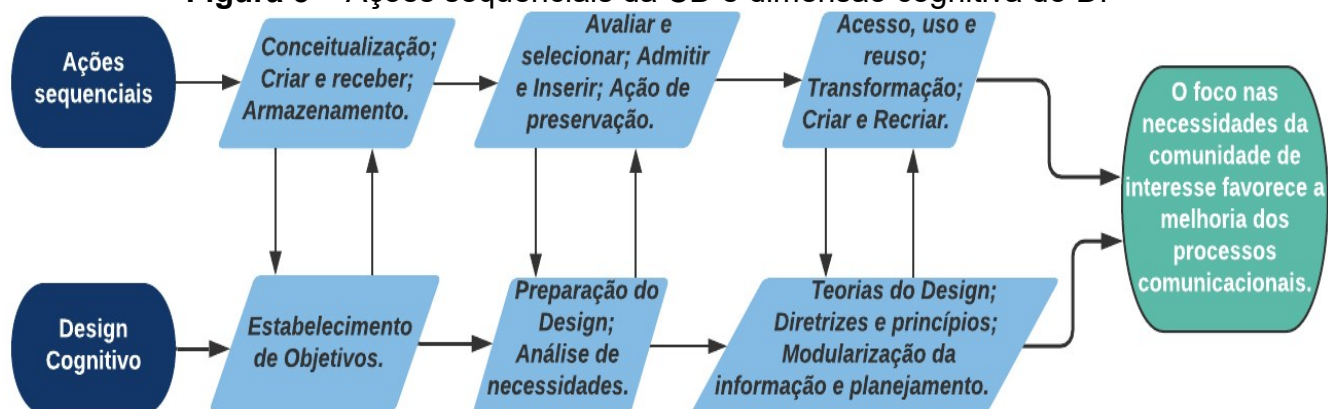 Ações
sequenciais
Conceitualização;
Criar e receber;
Armazenamento.
Avaliar e
selecionar; Admitir
e Inserir; Ação de
preservação.
Acesso, uso e
reuso;
Transformação;
Criar e Recriar.
O foco nas
necessidades da
comunidade de
interesse favorece a
melhoria dos
processos
comunicacionais.
Design
Cognitivo
Estabelecimento
de Objetivos.
Preparação do
Design;
Análise de
necessidades.
Teorias do Design;
Diretrizes e princípios;
Modularização da
informação e planejamento.